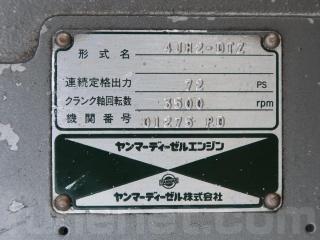 形式名 4JH2-DTZ
連続定格出力 72 PS
クランク軸回転数 3500 rpm
機関番号 01275 RD
ヤンマーディーゼルエンジン
ヤンマーディーゼル株式会社